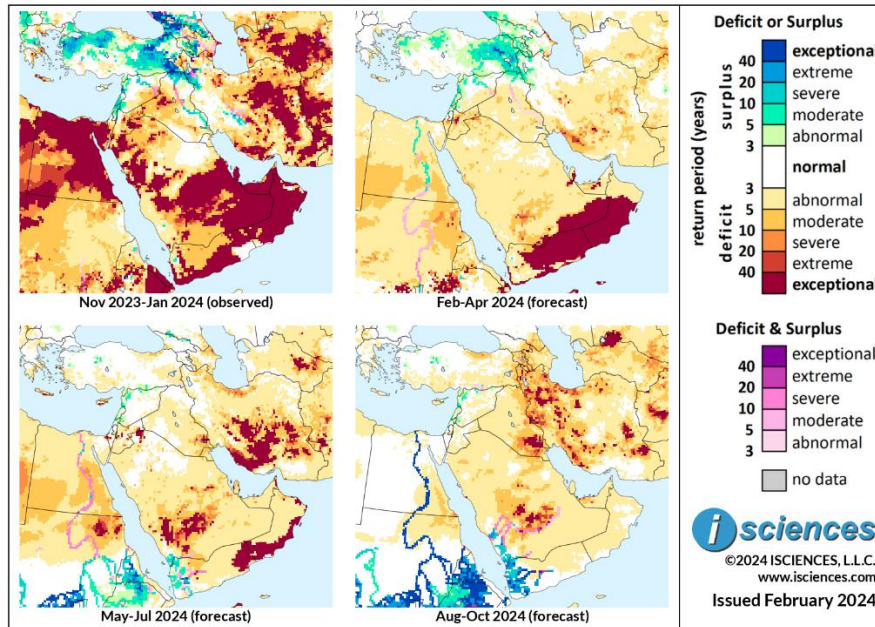 Nov 2023-Jan 2024 (observed)
Feb-Apr 2024 (forecast)
May-Jul 2024 (forecast)
Aug-Oct 2024 (forecast)
Deficit or Surplus
return period (years)
surplus
deficit
exceptional
40
extreme
20
severe
10
moderate
5
abnormal
3
normal
3
abnormal
5
moderate
10
severe
20
extreme
40
exceptional
Deficit & Surplus
exceptional
40
extreme
20
severe
10
moderate
5
abnormal
3
no data
i sciences
©2024 ISCIENCES, L.L.C.
www.isciences.com
Issued February 2024